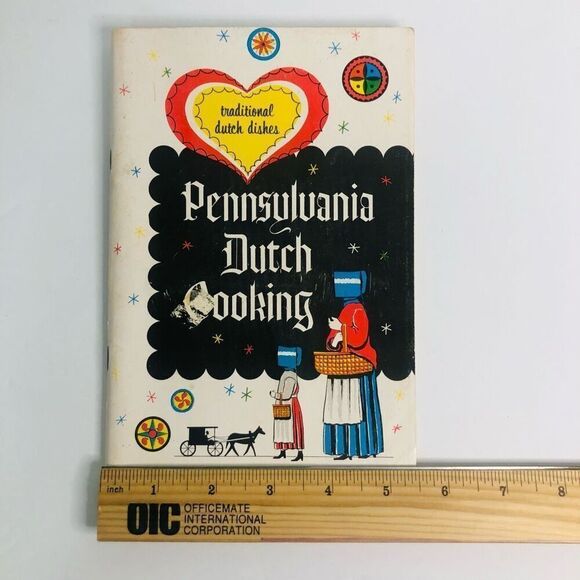 traditional
dutch dishes
Pennsylvania
Dutch
Cooking
inch 1 2 3 4 5 6 7 8
OIC OFFICEMATE
INTERNATIONAL
CORPORATION